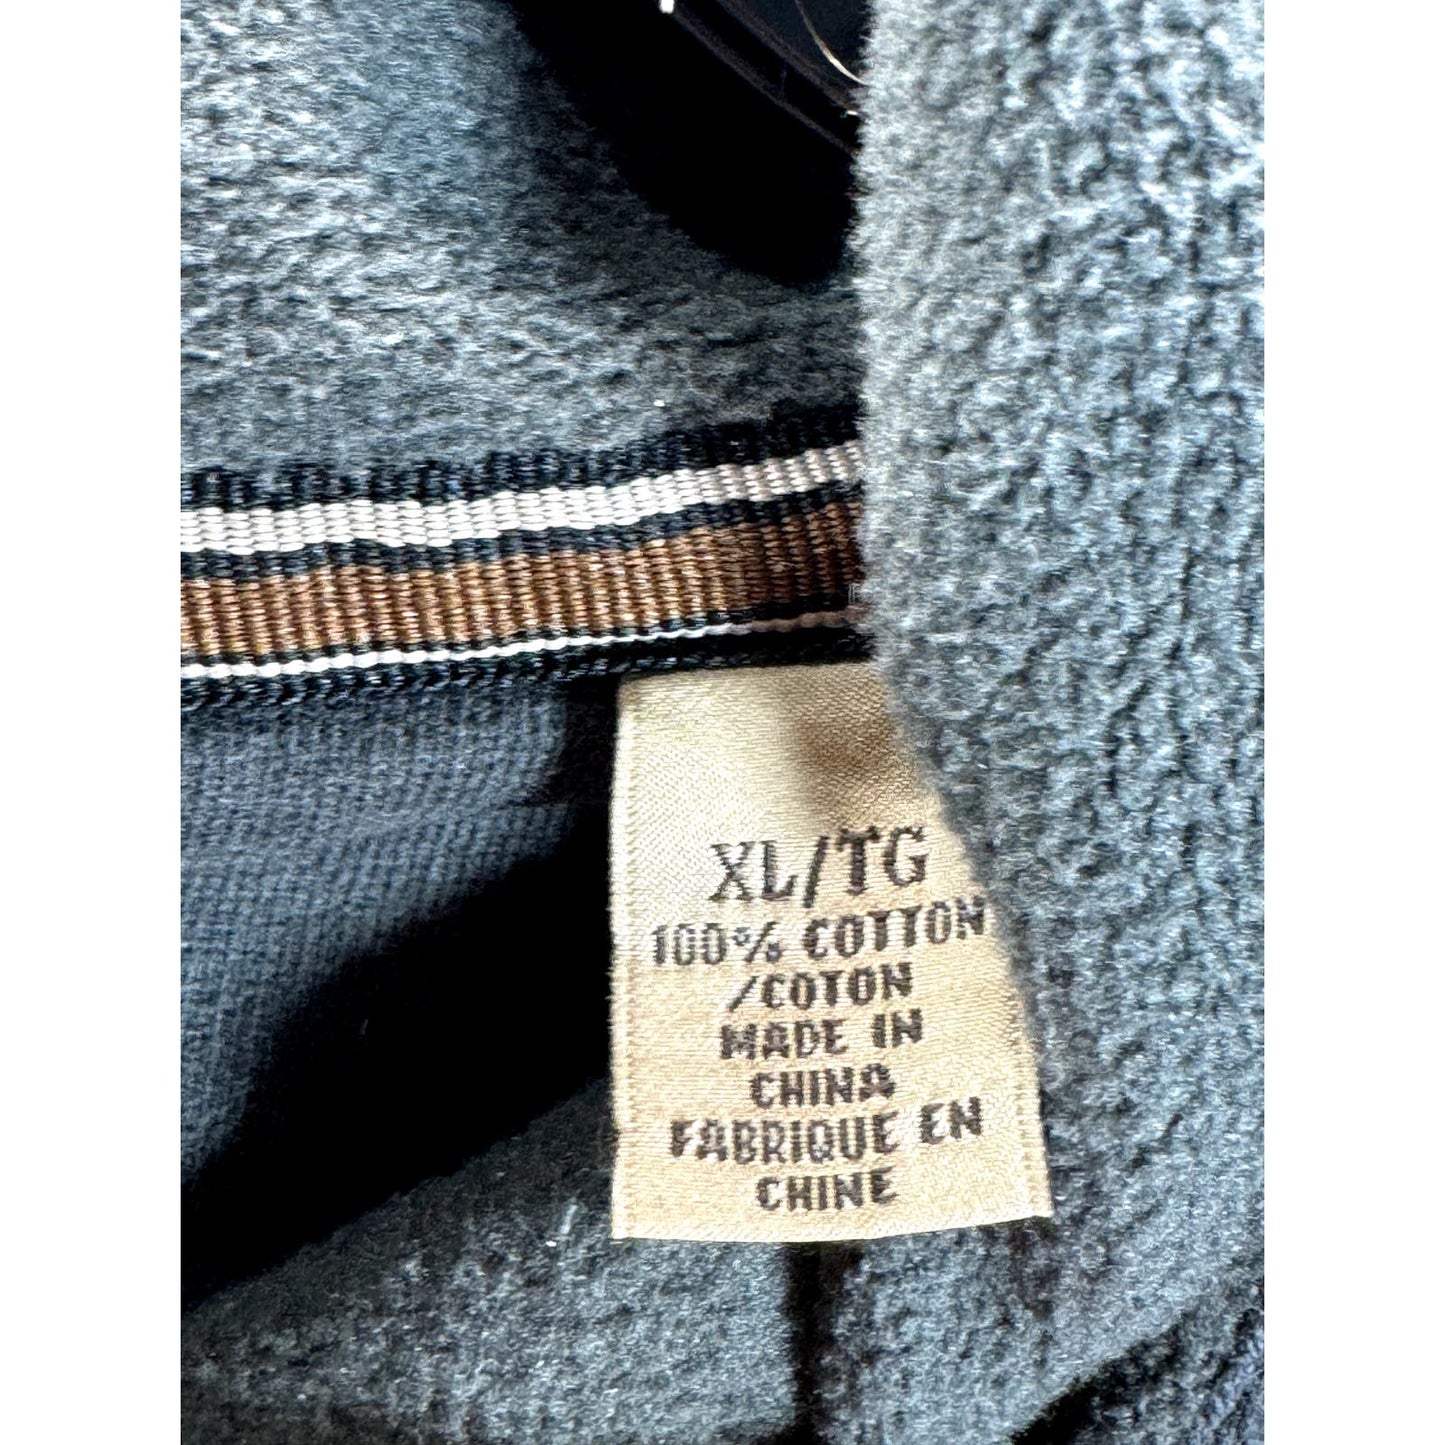 XL/TG
100% COTTON
/COTON
MADE IN
CHINA
FABRIQUE EN
CHINE